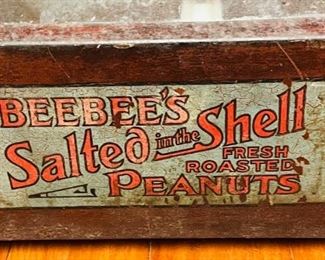 BEEBEE'S
Salted in the Shell
FRESH
ROASTED
PEANUTS